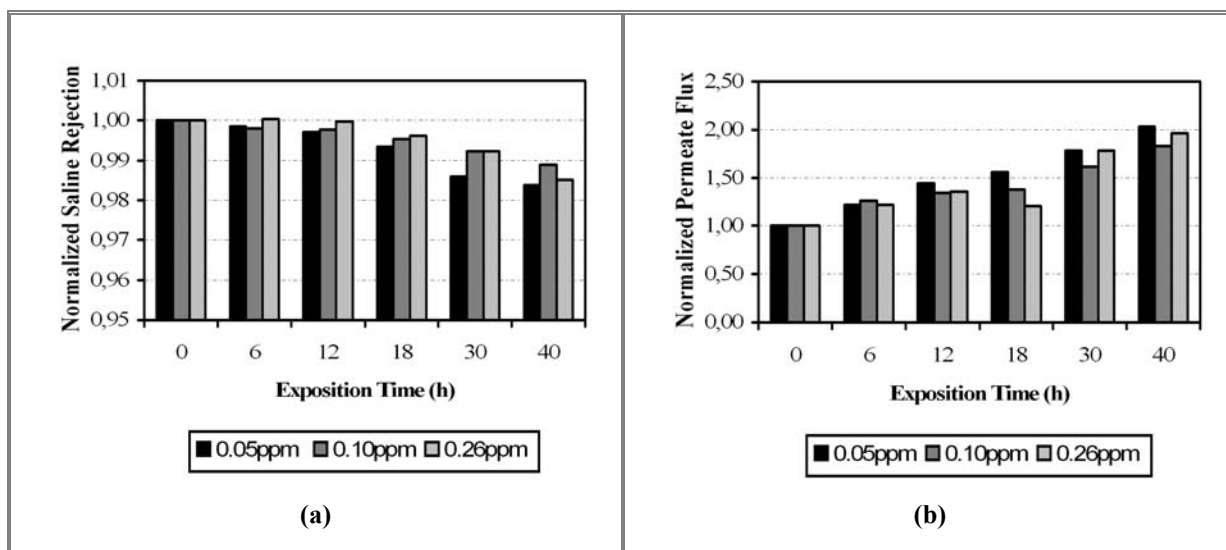 Normalized Saline Rejection
1,01
1,00
0,99
0,98
0,97
0,96
0,95
0 6 12 18 30 40
Exposition Time (h)
0.05ppm 0.10ppm 0.26ppm
(a)
Normalized Permeate Flux
2,50
2,00
1,50
1,00
0,50
0,00
0 6 12 18 30 40
Exposition Time (h)
0.05ppm 0.10ppm 0.26ppm
(b)